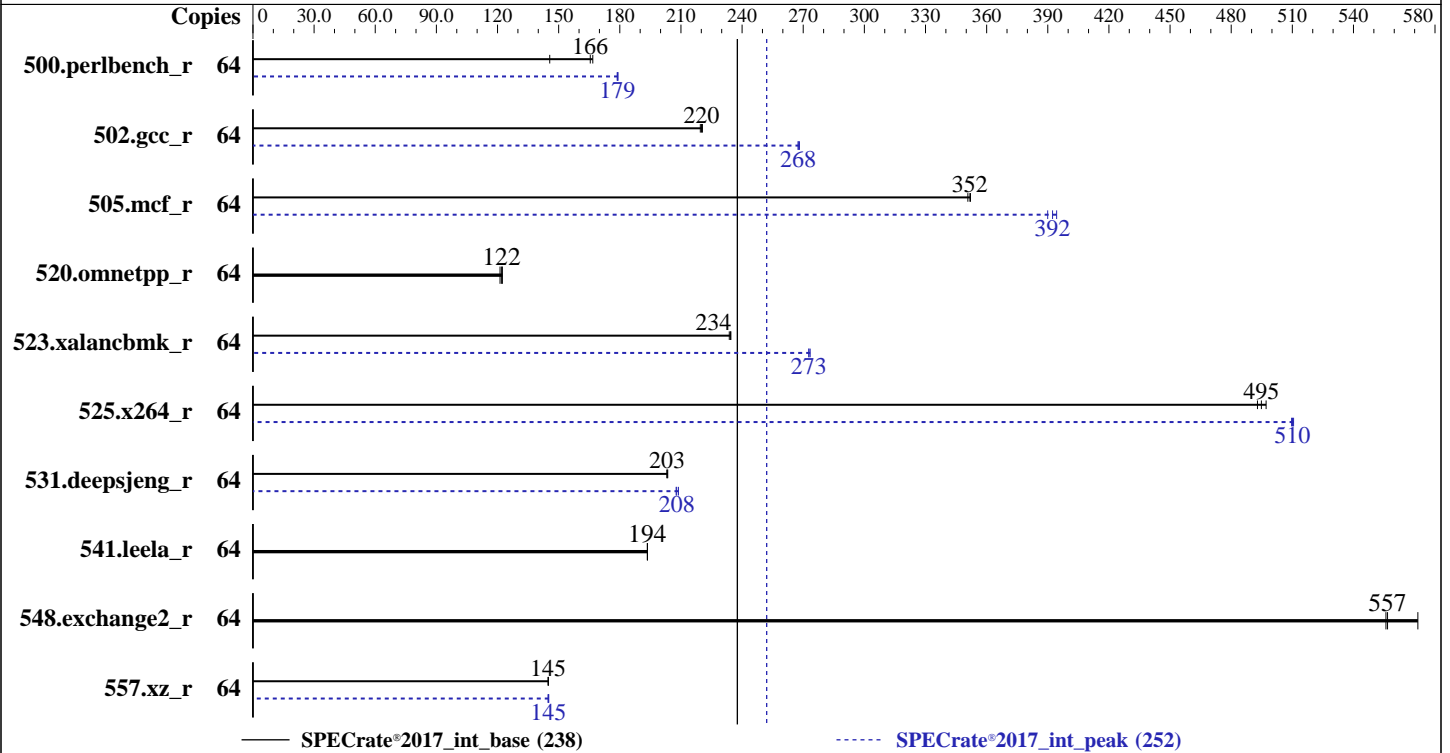 Copies 0 30.0 60.0 90.0 120 150 180 210 240 270 300 330 360 390 420 450 480 510 540 580
166
500.perlbench_r 64
179
220
502.gcc_r 64
268
352
505.mcf_r 64
392
122
520.omnetpp_r 64
234
523.xalancbmk_r 64
273
495
525.x264_r 64
510
203
531.deepsjeng_r 64
208
194
541.leela_r 64
557
548.exchange2_r 64
145
557.xz_r 64
145
SPECrate®2017_int_base (238) SPECrate®2017_int_peak (252)